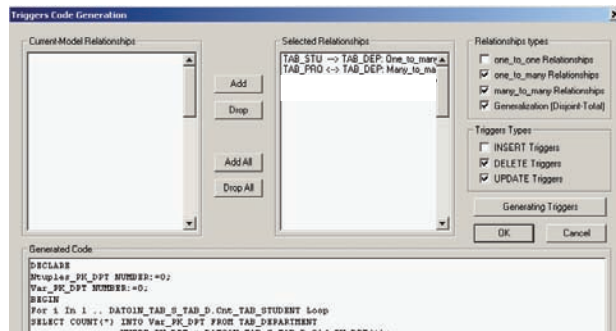 Triggers Code Generation
Current-Model Relationships
Selected Relationships
Relationships types
TAB_STU --> TAB_DEP: One_to_many
TAB_PRO <-> TAB_DEP: Many_to_ma
one_to_one Relationships
one_to_many Relationships
many_to_many Relationships
Generalization (Disjoint-Total)
Add
Drop
Add All
Drop All
Triggers Types
INSERT Triggers
DELETE Triggers
UPDATE Triggers
Generating Triggers
OK
Cancel
Generated Code
DECLARE
Ntuples_PK_DPT NUMBER:=0;
Var_PK_DPT NUMBER:=0;
BEGIN
For i In 1 .. DATO1N_TAB_S_TAB_D.Cnt_TAB_STUDENT Loop
SELECT COUNT(*) INTO Var_PK_DPT FROM TAB_DEPARTMENT